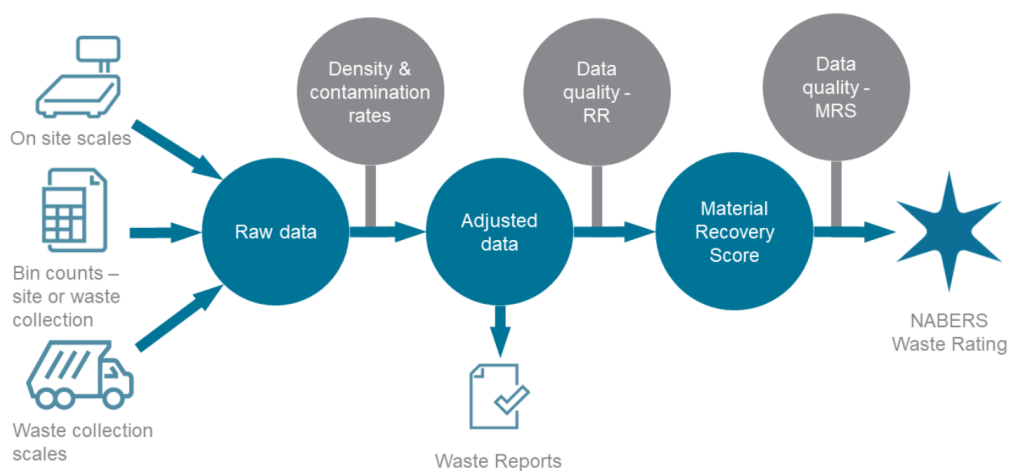 Density &
contamination
rates
Data
quality -
RR
Data
quality -
MRS
On site scales
Raw data
Adjusted
data
Material
Recovery
Score
Bin counts –
site or waste
collection
NABERS
Waste Rating
Waste collection
scales
Waste Reports